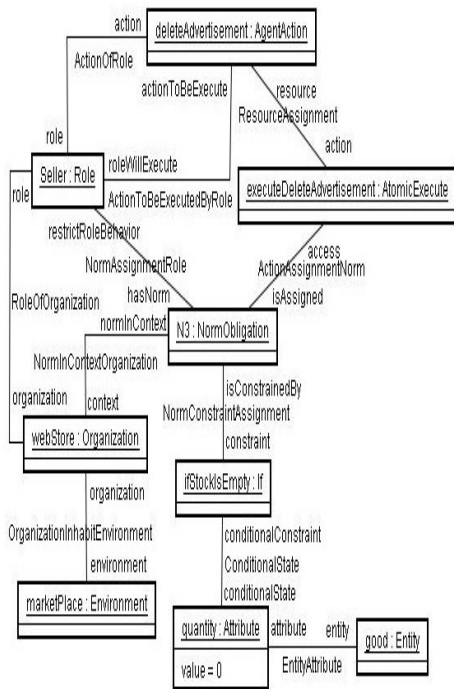 action
deleteAdvertisement : AgentAction
ActionOfRole
actionToBeExecute
resource
ResourceAssignment
role
action
Seller : Role
roleWillExecute
role
ActionToBeExecutedByRole
executeDeleteAdvertisement : AtomicExecute
restrictRoleBehavior
access
NormAssignmentRole
ActionAssignmentNorm
RoleOfOrganization
hasNorm
isAssigned
normInContext
N3 : NormObligation
NormInContextOrganization
isConstrainedBy
organization
context
NormConstraintAssignment
webStore : Organization
constraint
organization
ifStockIsEmpty : If
OrganizationInhabitEnvironment
conditionalConstraint
environment
ConditionalState
marketPlace : Environment
conditionalState
quantity : Attribute
attribute
entity
good : Entity
value = 0
EntityAttribute